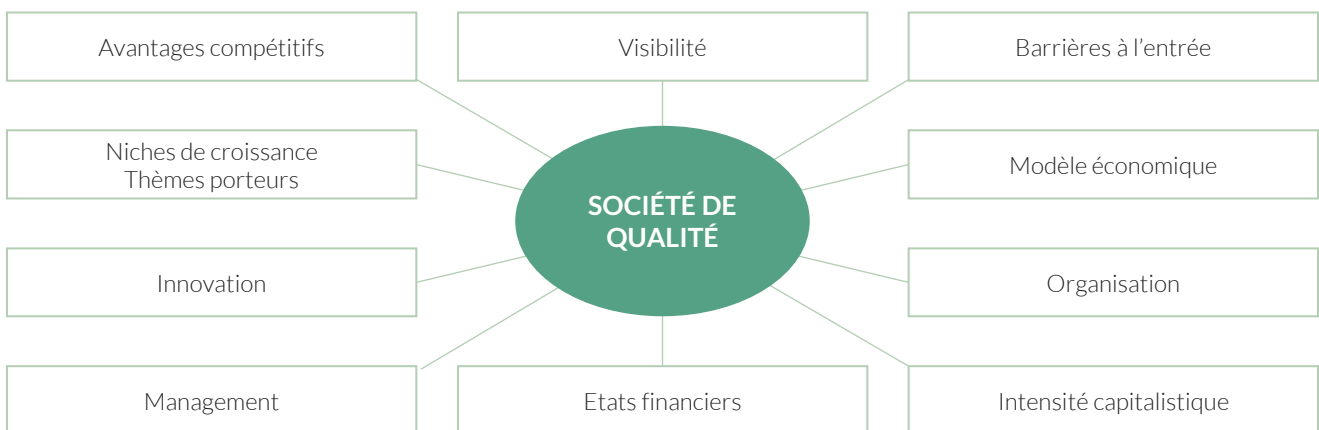 Avantages compétitifs
Visibilité
Barrières à l’entrée
Niches de croissance
Thèmes porteurs
Modèle économique
SOCIÉTÉ DE
QUALITÉ
Innovation
Organisation
Management
Etats financiers
Intensité capitalistique